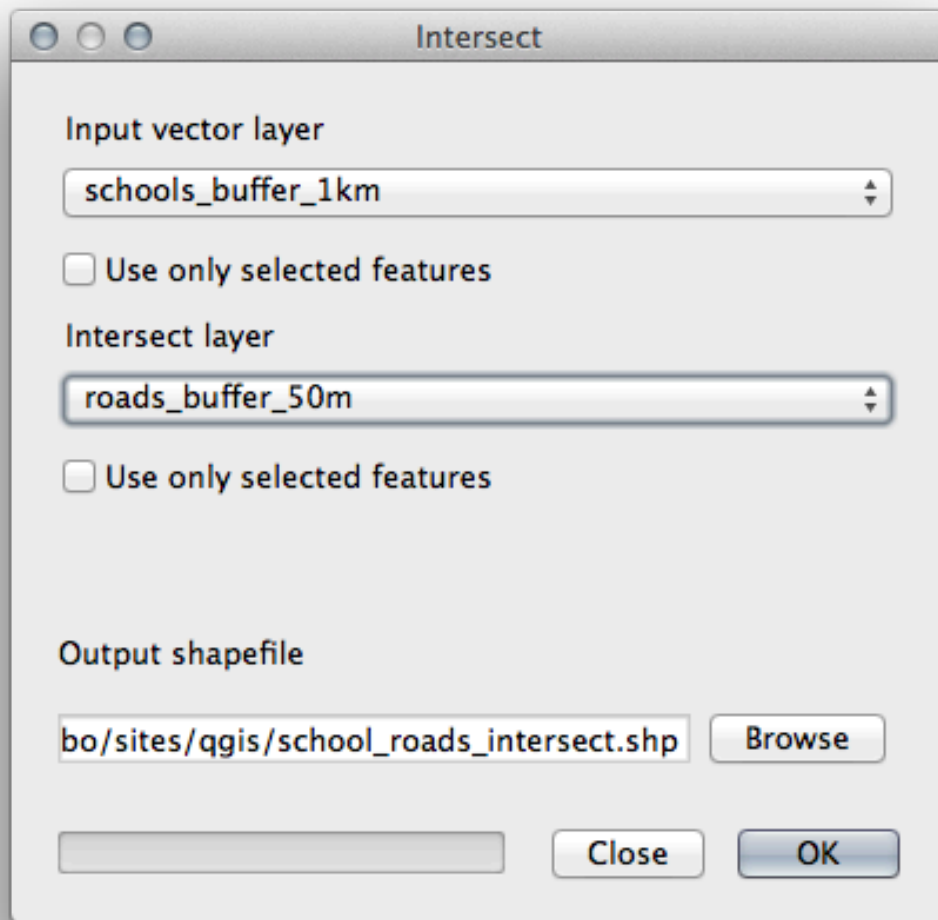 Intersect
Input vector layer
schools_buffer_1km
Use only selected features
Intersect layer
roads_buffer_50m
Use only selected features
Output shapefile
bo/sites/qgis/school_roads_intersect.shp
Browse
Close
OK